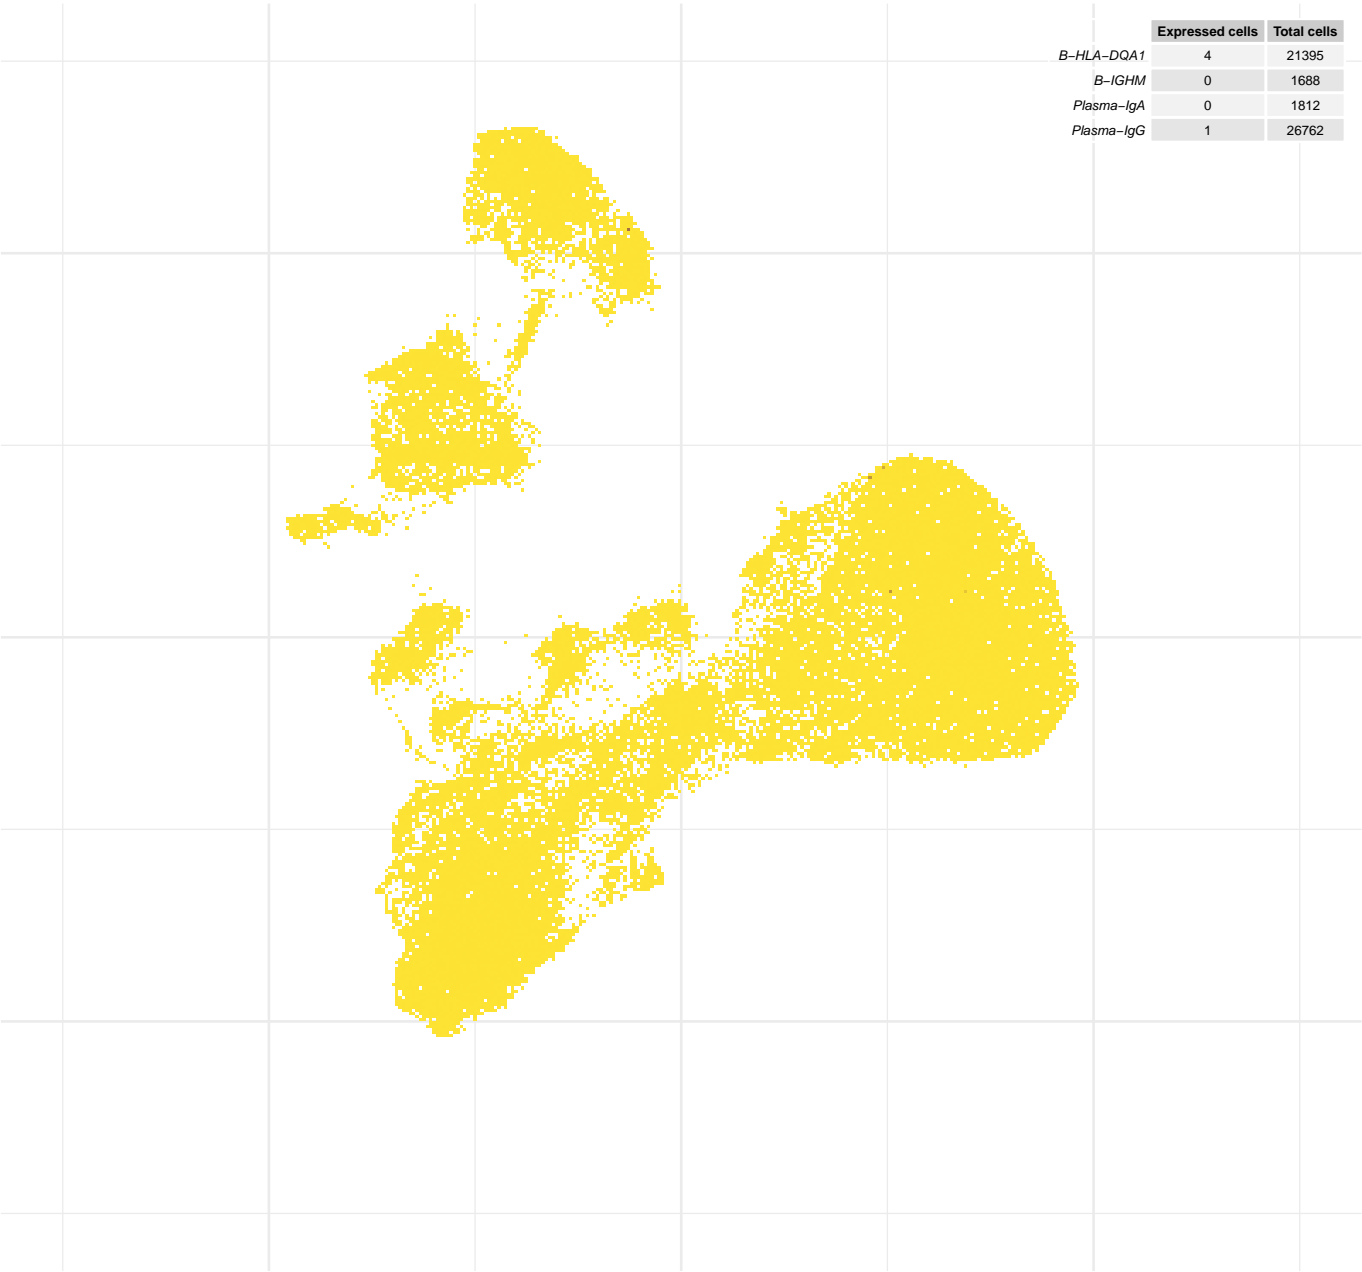 Expressed cells Total cells
B−HLA−DQA1 4 21395
B−IGHM 0 1688
Plasma−IgA 0 1812
Plasma−IgG 1 26762